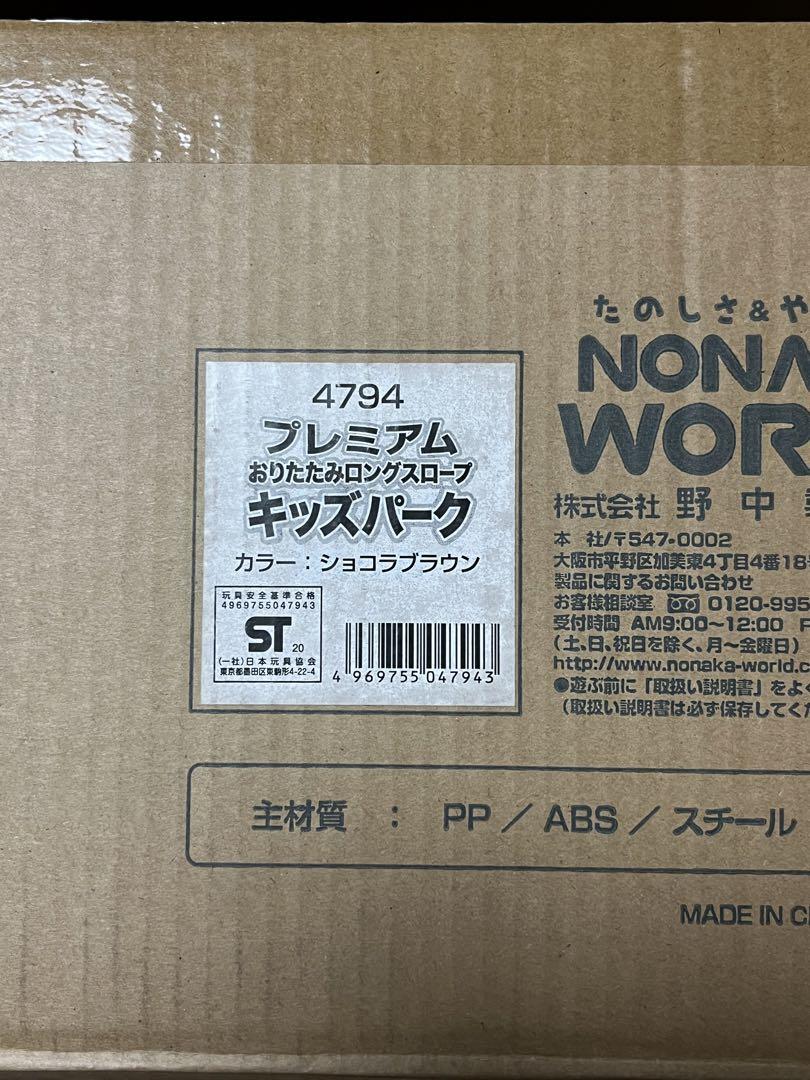 4794
プレミアム
おりたたみロングスロープ
キッズパーク
カラー：ショコラブラウン
玩具安全基準合格
4969755047943
ST 20
(一社)日本玩具協会
東京都墨田区東駒形4-22-4
4 969755 047943
たのしさ&や
NONA
WOR
株式会社 野中
本 社/〒547-0002
大阪市平野区加美東4丁目4番18
製品に関するお問い合わせ
お客様相談室 0120-995
受付時間 AM9:00～12:00 P
(土、日、祝日を除く、月～金曜日)
http://www.nonaka-world.c
●遊ぶ前に「取扱い説明書」をよく
(取扱い説明書は必ず保存してくだ
主材質 ： PP／ABS／スチール
MADE IN C